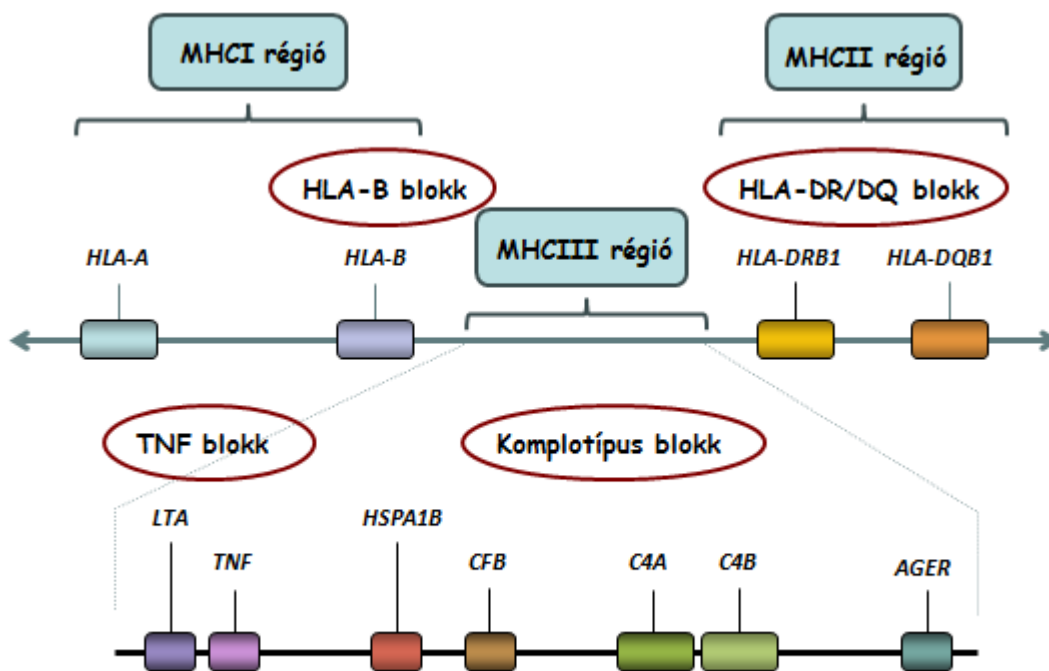 MHCI régió
MHCII régió
HLA-B blokk
HLA-DR/DQ blokk
MHCIII régió
HLA-A
HLA-B
HLA-DRB1
HLA-DQB1
TNF blokk
Komplotípus blokk
LTA
TNF
HSPA1B
CFB
C4A
C4B
AGER